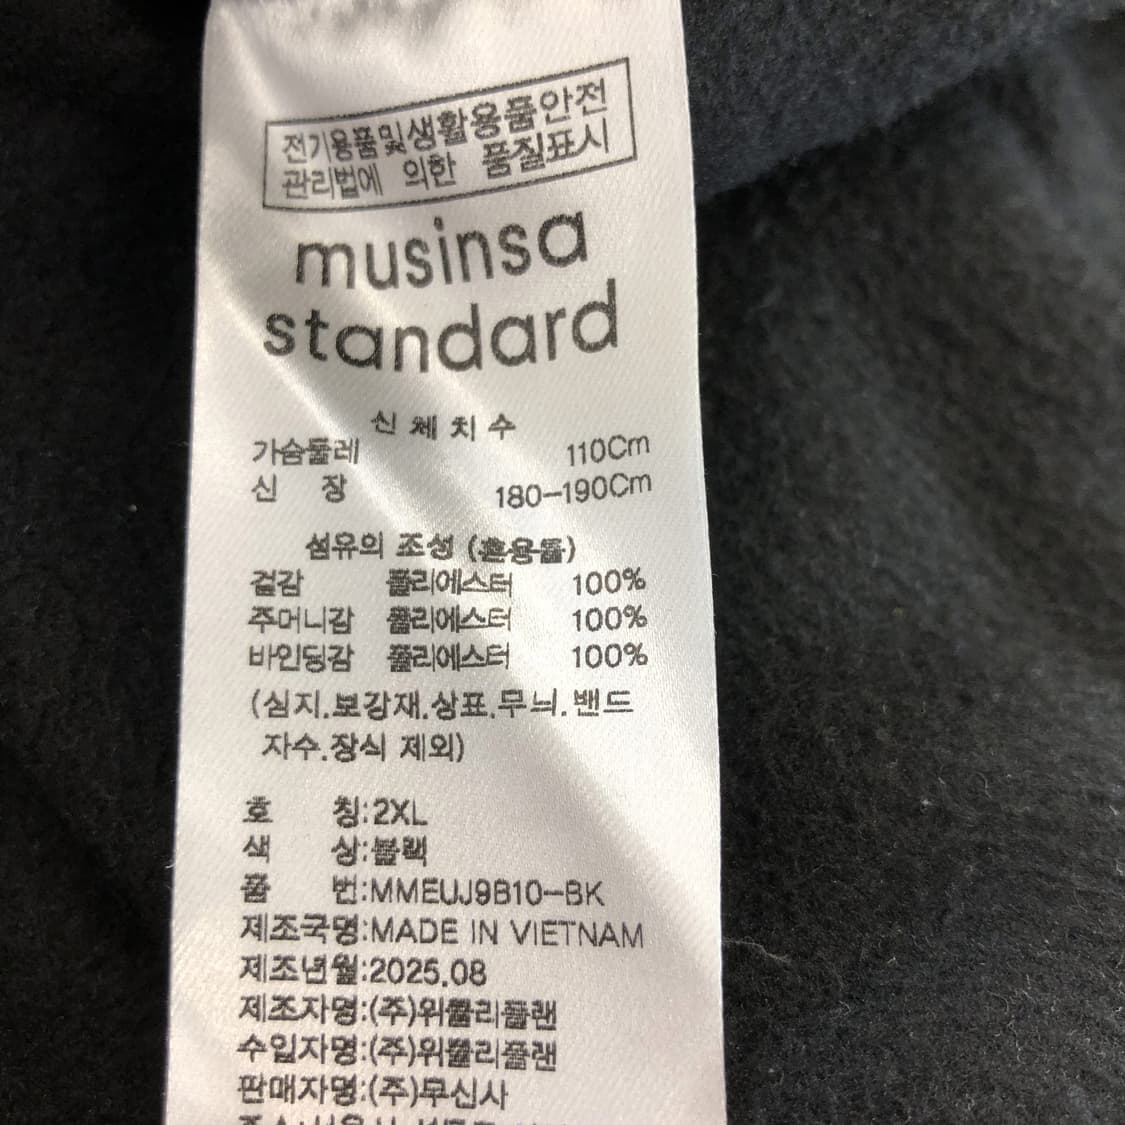 전기용품및생활용품안전
관리법에 의한 품질표시
musinsa
standard
신체치수
가슴둘레 110Cm
신 장 180-190Cm
섬유의 조성 (혼용률)
겉감 폴리에스터 100%
주머니감 폴리에스터 100%
바인딩감 폴리에스터 100%
(심지.보강재.상표.무늬.밴드
자수.장식 제외)
호 칭:2XL
색 상:블랙
품 번:MMEUJ9B10-BK
제조국명:MADE IN VIETNAM
제조년월:2025.08
제조자명:(주)위플리플랜
수입자명:(주)위플리플랜
판매자명:(주)무신사